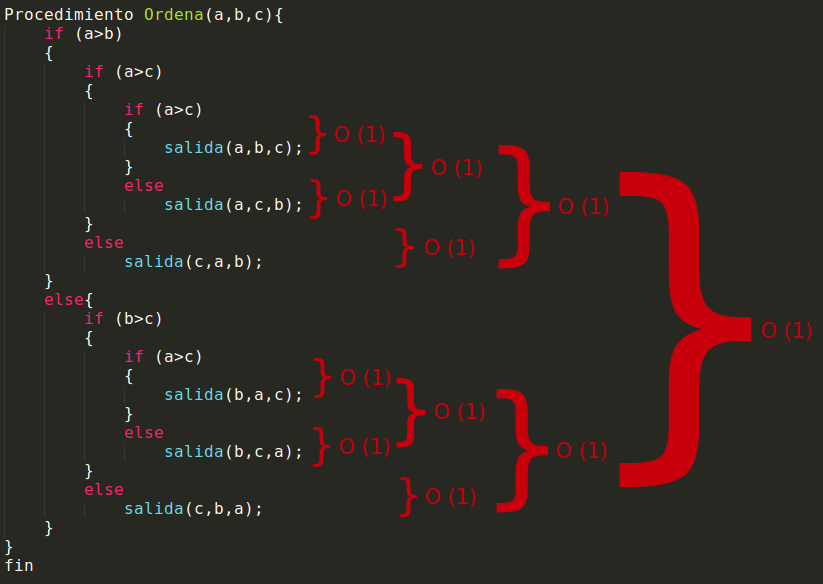 Procedimiento Ordena(a,b,c){
if (a>b)
{
if (a>c)
{
if (a>c)
{
} O (1)
salida(a,b,c);
} O (1)
}
else
} O (1)
salida(a,c,b);
} O (1)
}
else
} O (1)
salida(c,a,b);
}
else{
if (b>c)
} O (1)
{
if (a>c)
{
} O (1)
salida(b,a,c);
} O (1)
}
else
} O (1)
salida(b,c,a);
} O (1)
}
else
} O (1)
salida(c,b,a);
}
}
fin